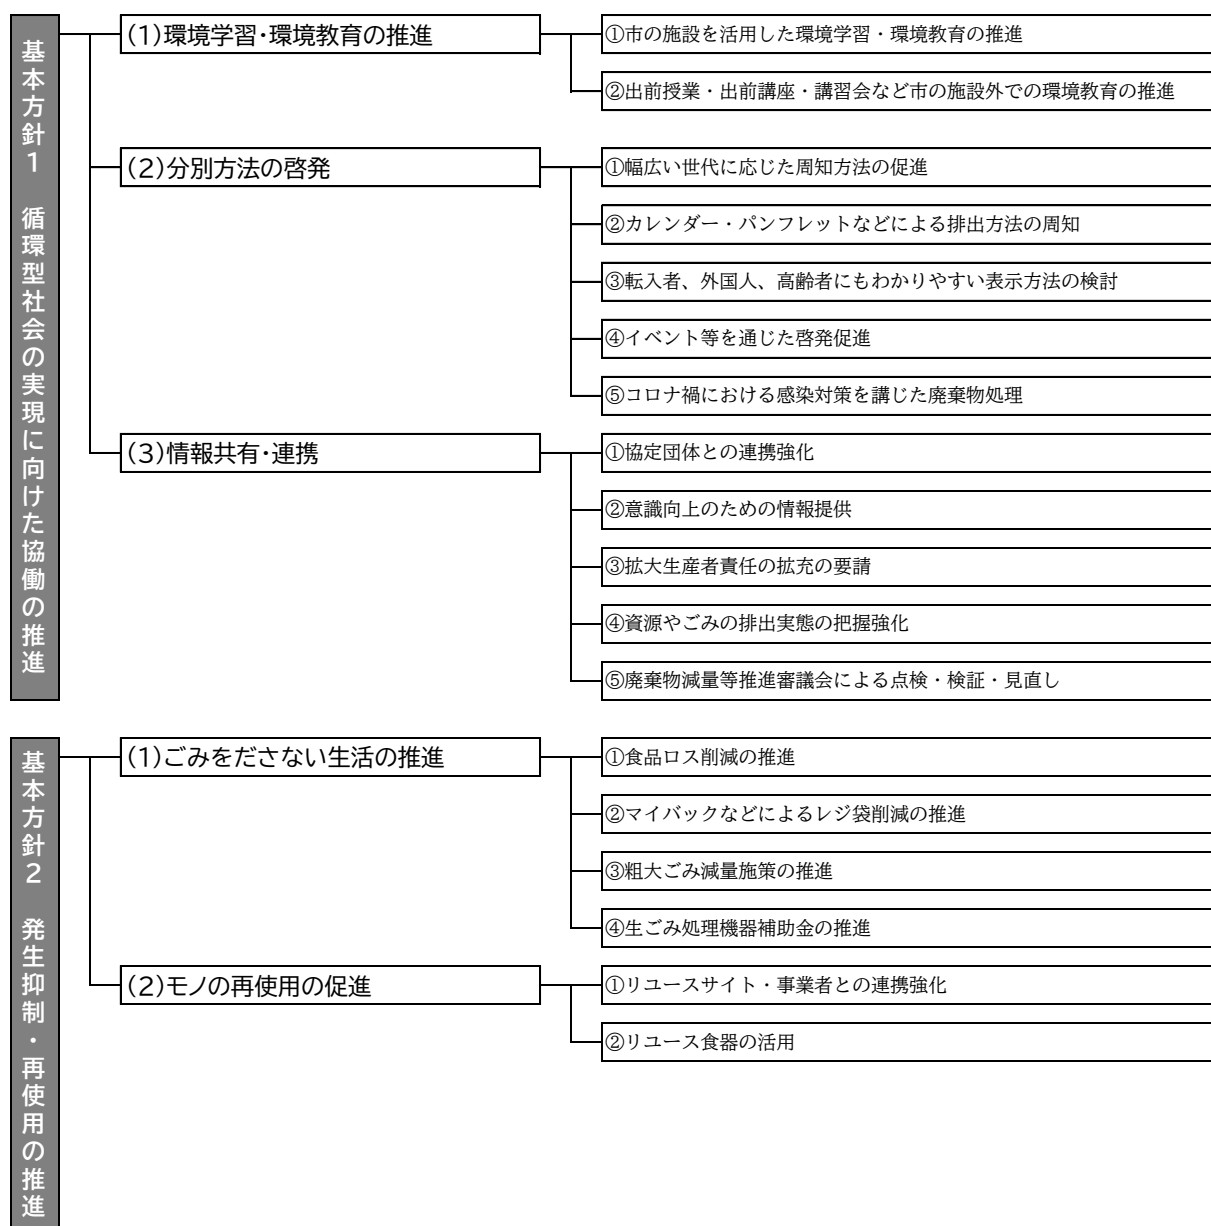 基本方針1 循環型社会の実現に向けた協働の推進
(1)環境学習･環境教育の推進
①市の施設を活用した環境学習・環境教育の推進
②出前授業・出前講座・講習会など市の施設外での環境教育の推進
(2)分別方法の啓発
①幅広い世代に応じた周知方法の促進
②カレンダー・パンフレットなどによる排出方法の周知
③転入者、外国人、高齢者にもわかりやすい表示方法の検討
④イベント等を通じた啓発促進
⑤コロナ禍における感染対策を講じた廃棄物処理
(3)情報共有･連携
①協定団体との連携強化
②意識向上のための情報提供
③拡大生産者責任の拡充の要請
④資源やごみの排出実態の把握強化
⑤廃棄物減量等推進審議会による点検・検証・見直し
基本方針2 発生抑制・再使用の推進
(1)ごみをださない生活の推進
①食品ロス削減の推進
②マイバックなどによるレジ袋削減の推進
③粗大ごみ減量施策の推進
④生ごみ処理機器補助金の推進
(2)モノの再使用の促進
①リユースサイト・事業者との連携強化
②リユース食器の活用